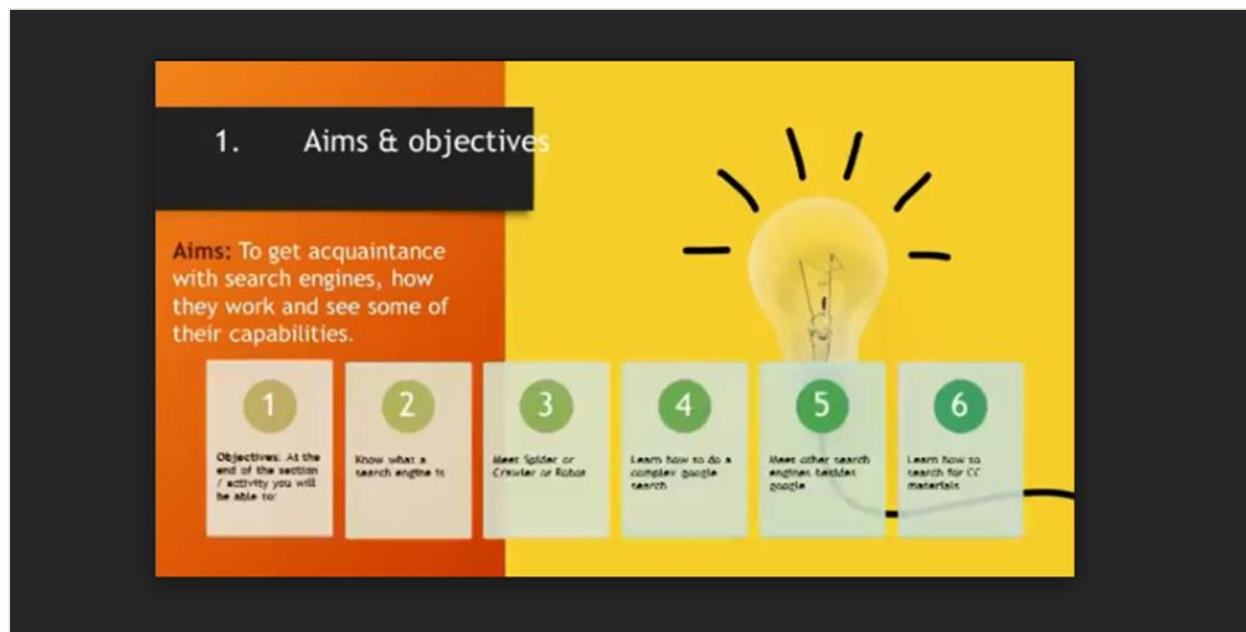 1. Aims & objectives
Aims: To get acquaintance
with search engines, how
they work and see some of
their capabilities.
1
Objectives: At the
end of the section
/ activity you will
be able to:
2
Know what a
search engine is
3
Meet Spider or
Crawler or Robot
4
Learn how to do a
complex google
search
5
Meet other search
engines besides
google
6
Learn how to
search for CC
materials